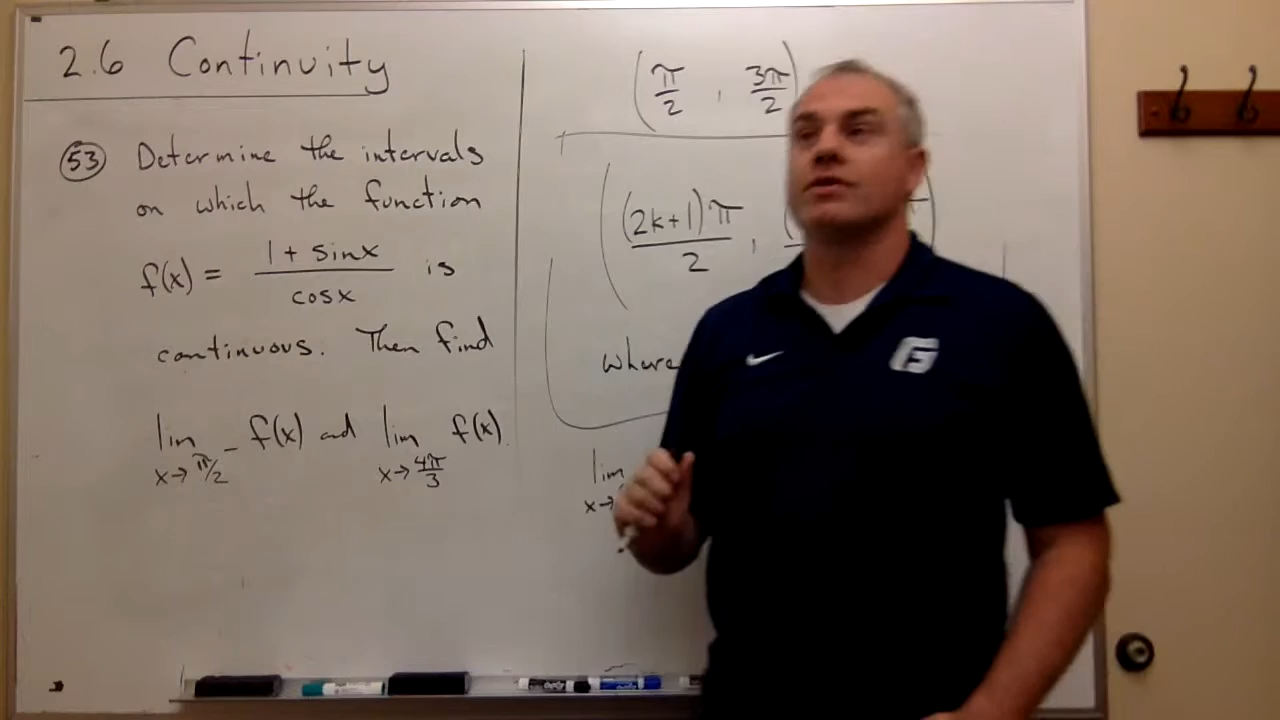 2.6 Continuity
53 Determine the intervals
on which the function
f(x) = (1 + sinx)/(cosx) is
continuous. Then find
lim x→π/2⁻ f(x) and lim x→4π/3 f(x).
(π/2, 3π/2)
((2k+1)π/2,
where
lim
x→
G